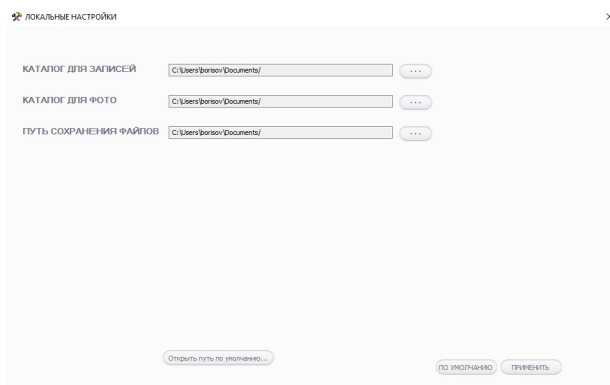 ЛОКАЛЬНЫЕ НАСТРОЙКИ
КАТАЛОГ ДЛЯ ЗАПИСЕЙ C:\Users\borisov\Documents/ ...
КАТАЛОГ ДЛЯ ФОТО C:\Users\borisov\Documents/ ...
ПУТЬ СОХРАНЕНИЯ ФАЙЛОВ C:\Users\borisov\Documents/ ...
Открыть путь по умолчанию...
ПО УМОЛЧАНИЮ ПРИМЕНИТЬ